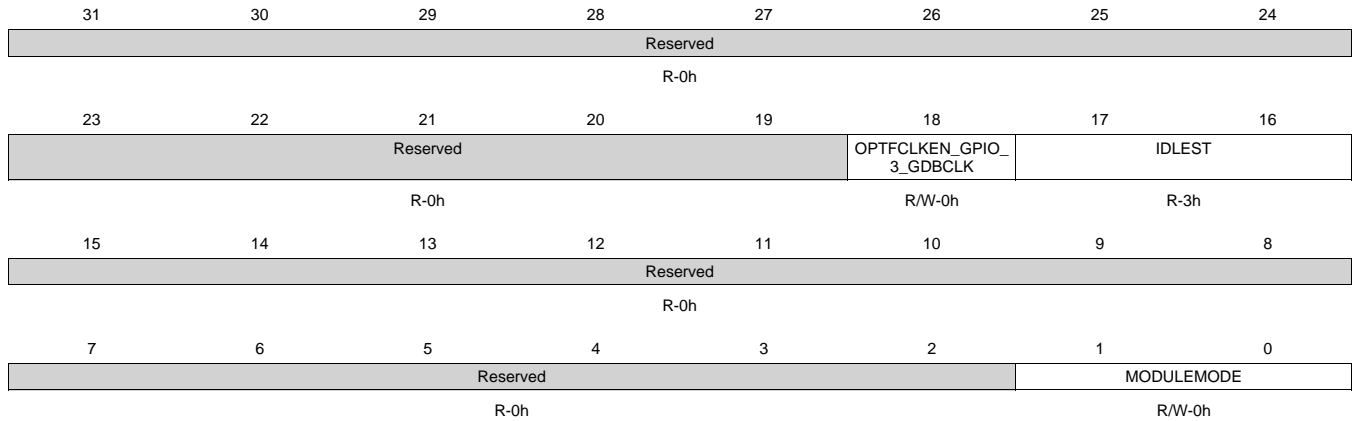 31 30 29 28 27 26 25 24
Reserved
R-0h
23 22 21 20 19 18 17 16
Reserved OPTFCLKEN_GPIO_ IDLEST
3_GDBCLK
R-0h R/W-0h R-3h
15 14 13 12 11 10 9 8
Reserved
R-0h
7 6 5 4 3 2 1 0
Reserved MODULEMODE
R-0h R/W-0h